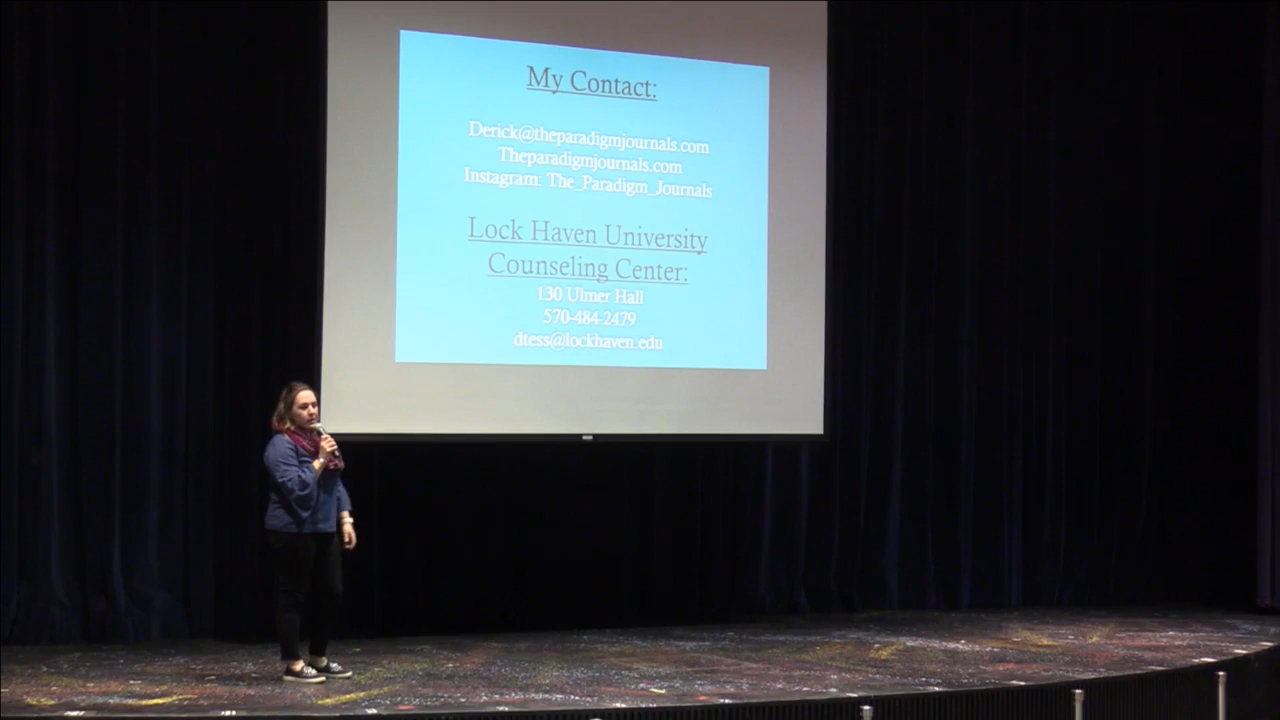 My Contact:
Derick@theparadigmjournals.com
Theparadigmjournals.com
Instagram: The_Paradigm_Journals
Lock Haven University
Counseling Center:
130 Ulmer Hall
570-484-2479
dtess@lockhaven.edu